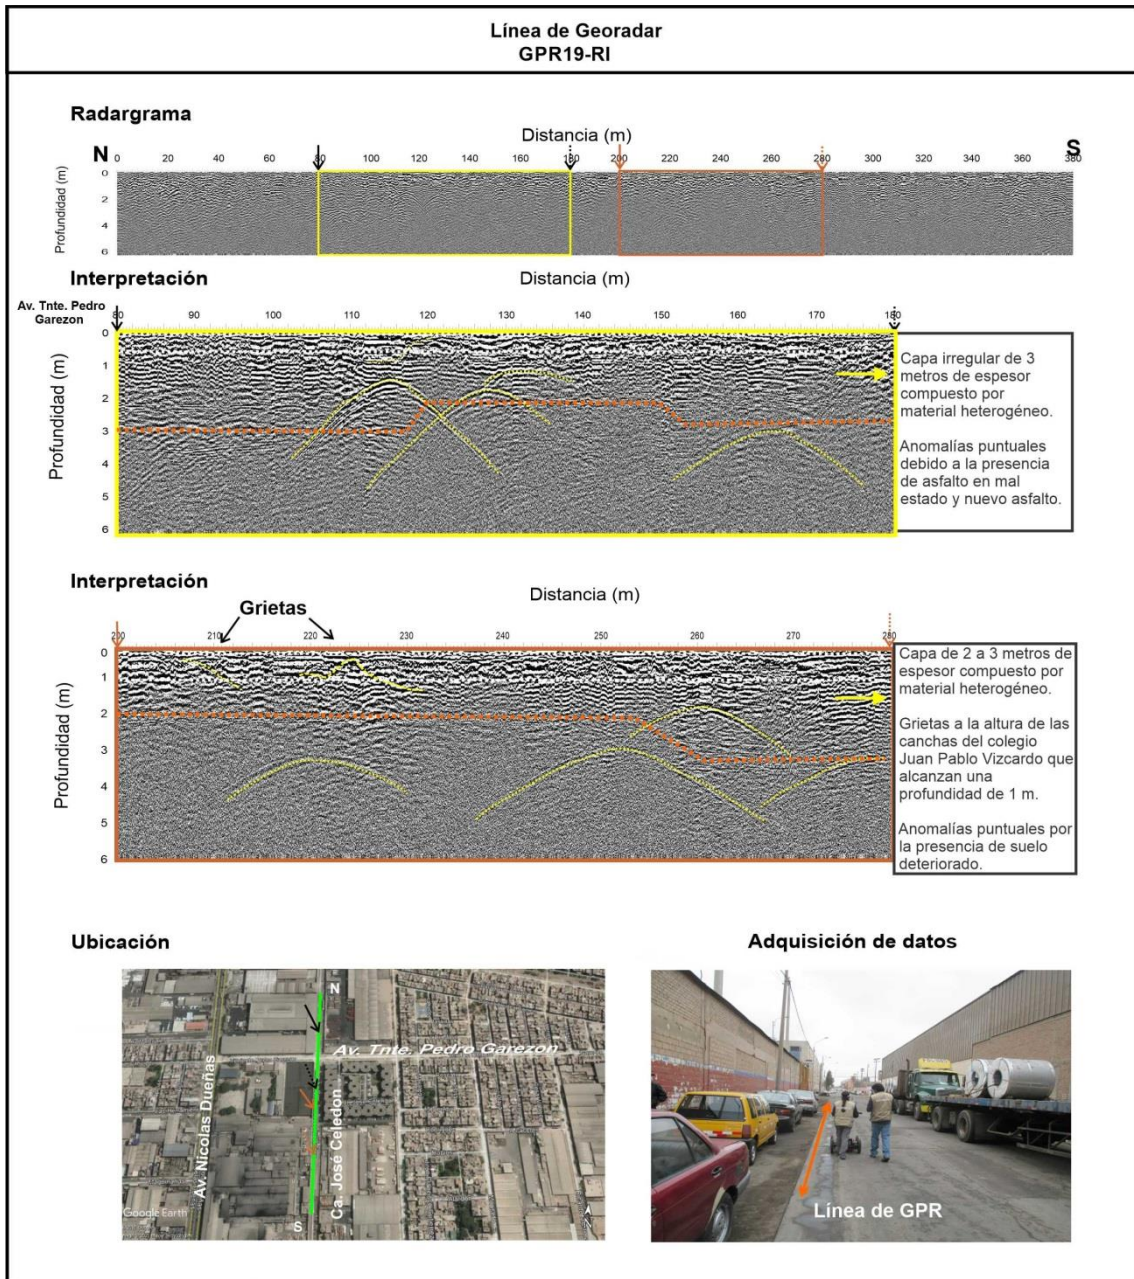 Línea de Georadar
GPR19-RI
Radargrama
Distancia (m)
N
S
0 20 40 60 80 100 120 140 160 180 200 220 240 260 280 300 310 320 340 360 380
Profundidad (m)
0
2
4
6
Interpretación
Distancia (m)
Av. Tnte. Pedro
Garezon
80 90 100 110 120 130 140 150 160 170 180
Profundidad (m)
0
1
2
3
4
5
6
Capa irregular de 3
metros de espesor
compuesto por
material heterogéneo.
Anomalías puntuales
debido a la presencia
de asfalto en mal
estado y nuevo asfalto.
Interpretación
Distancia (m)
Grietas
200 210 220 230 240 250 260 270 280
Profundidad (m)
0
1
2
3
4
5
6
Capa de 2 a 3 metros de
espesor compuesto por
material heterogéneo.
Grietas a la altura de las
canchas del colegio
Juan Pablo Vizcardo que
alcanzan una
profundidad de 1 m.
Anomalías puntuales por
la presencia de suelo
deteriorado.
Ubicación
N
Av. Tnte. Pedro Garezon
Av. Nicolas Dueñas
Ca. José Celedon
S
Google Earth
N
Adquisición de datos
Línea de GPR